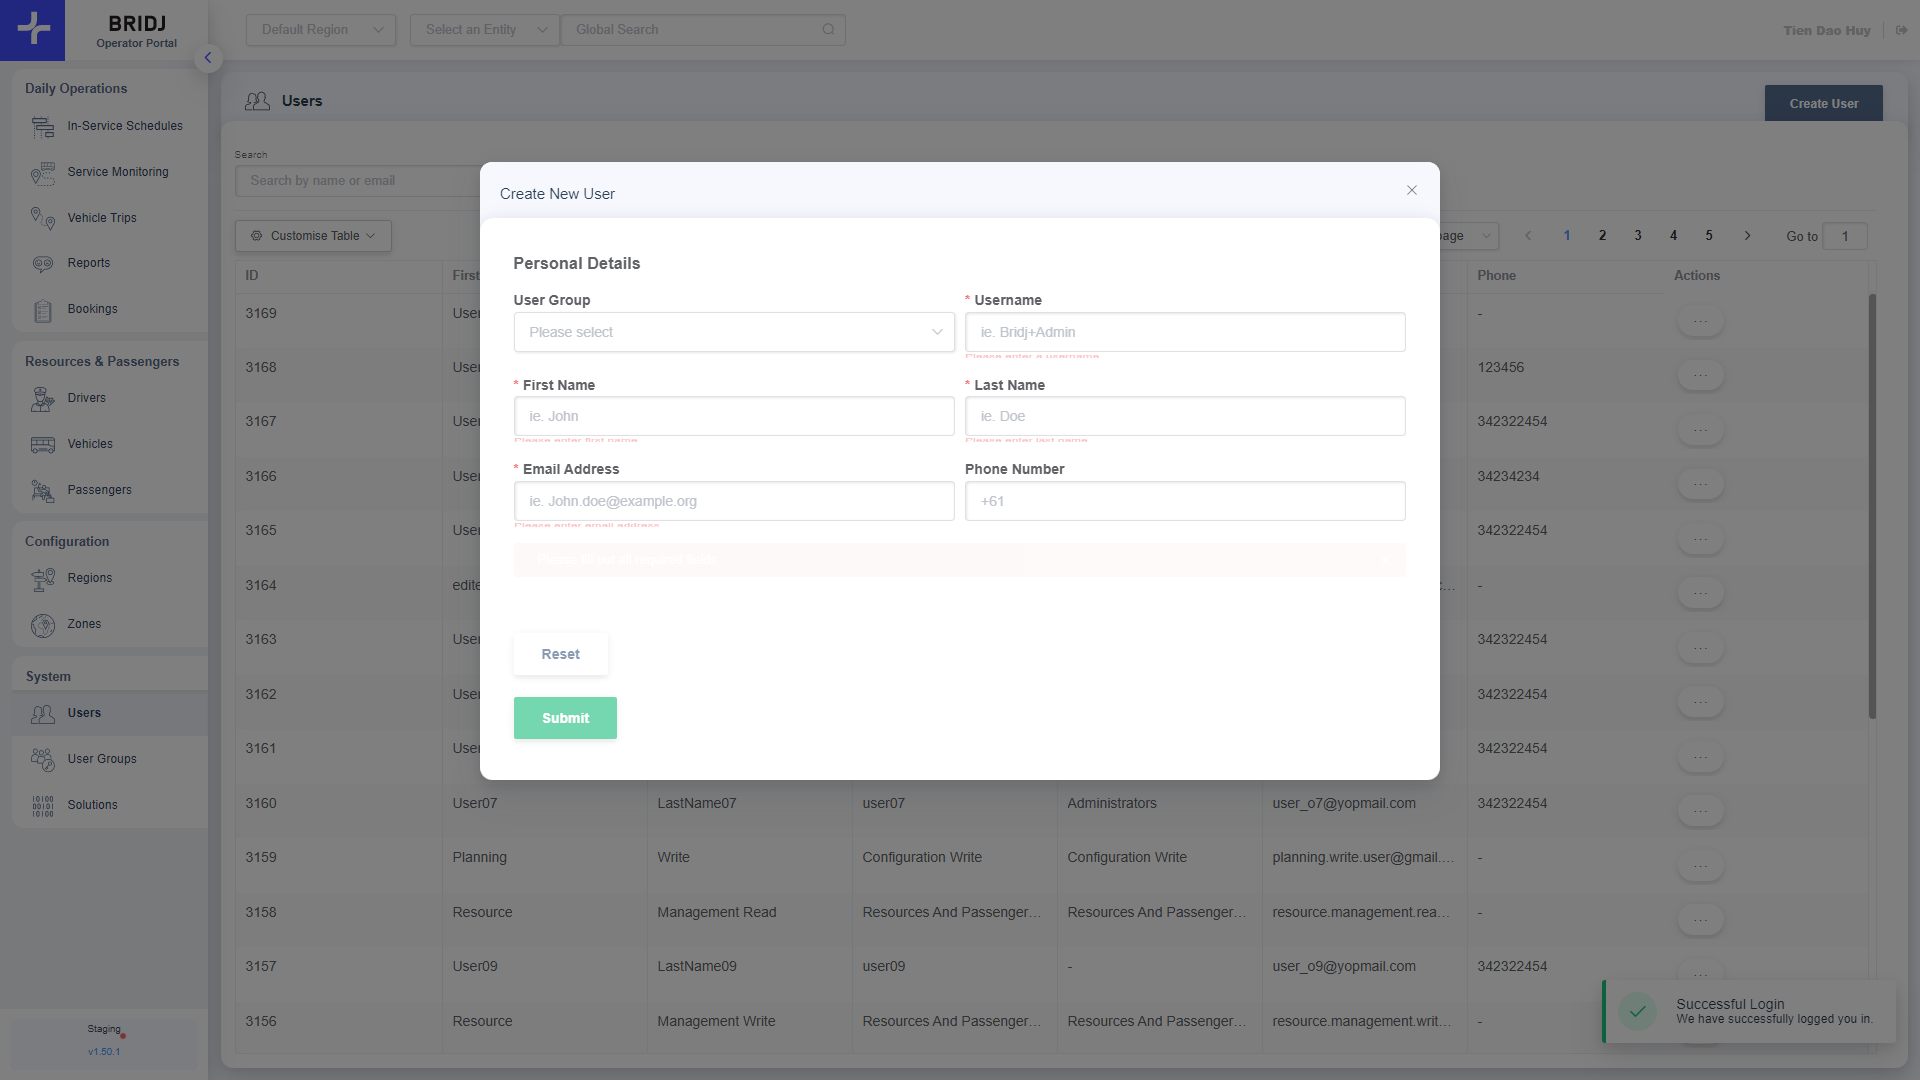 BRIDJ
Operator Portal
Default Region
Select an Entity
Global Search
Tien Dao Huy
Daily Operations
In-Service Schedules
Service Monitoring
Vehicle Trips
Reports
Bookings
Resources & Passengers
Drivers
Vehicles
Passengers
Configuration
Regions
Zones
System
Users
User Groups
Solutions
Staging
v1.50.1
Users
Create User
Search
Search by name or email
Customise Table
age
1 2 3 4 5
Go to 1
ID First Phone Actions
3169 User - ...
3168 User 123456 ...
3167 User 342322454 ...
3166 User 34234234 ...
3165 User 342322454 ...
3164 edite c... - ...
3163 User 342322454 ...
3162 User 342322454 ...
3161 User 342322454 ...
3160 User07 LastName07 user07 Administrators user_o7@yopmail.com 342322454 ...
3159 Planning Write Configuration Write Configuration Write planning.write.user@gmail.... - ...
3158 Resource Management Read Resources And Passenger... Resources And Passenger... resource.management.rea... - ...
3157 User09 LastName09 user09 - user_o9@yopmail.com 342322454 ...
3156 Resource Management Write Resources And Passenger... Resources And Passenger... resource.management.writ... -
Create New User
Personal Details
User Group
Please select
* Username
ie. Bridj+Admin
Please enter a username
* First Name
ie. John
Please enter first name
* Last Name
ie. Doe
Please enter last name
* Email Address
ie. John.doe@example.org
Please enter email address
Phone Number
+61
Reset
Submit
Successful Login
We have successfully logged you in.